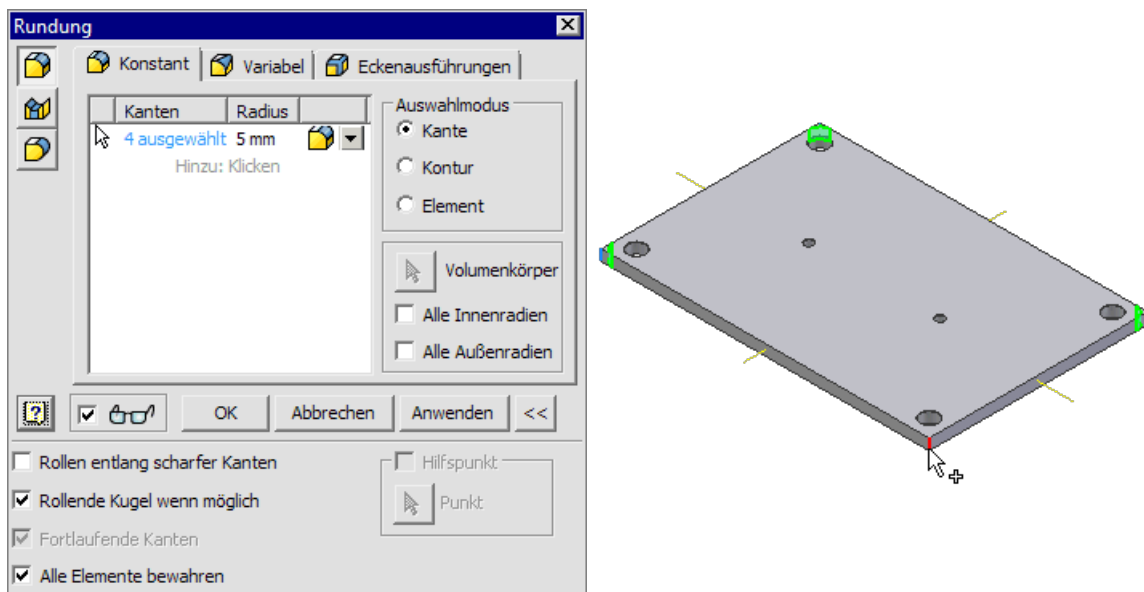 Rundung
Konstant
Variabel
Eckenausführungen
Kanten Radius
4 ausgewählt 5 mm
Hinzu: Klicken
Auswahlmodus
Kante
Kontur
Element
Volumenkörper
Alle Innenradien
Alle Außenradien
? OK Abbrechen Anwenden <<
Rollen entlang scharfer Kanten
Rollende Kugel wenn möglich
Fortlaufende Kanten
Alle Elemente bewahren
Hilfspunkt
Punkt